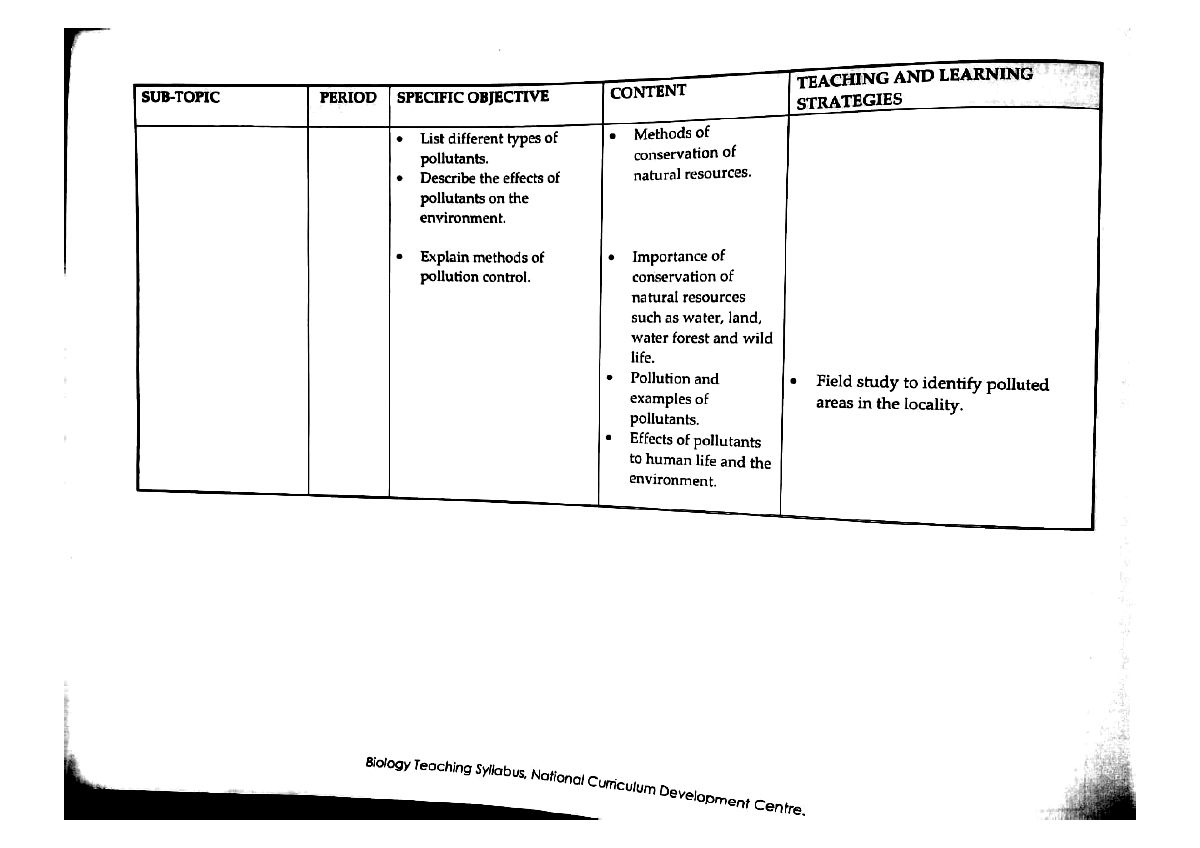 SUB-TOPIC
PERIOD
SPECIFIC OBJECTIVE
CONTENT
TEACHING AND LEARNING
STRATEGIES
• List different types of
pollutants.
• Describe the effects of
pollutants on the
environment.
• Explain methods of
pollution control.
• Methods of
conservation of
natural resources.
• Importance of
conservation of
natural resources
such as water, land,
water forest and wild
life.
• Pollution and
examples of
pollutants.
• Effects of pollutants
to human life and the
environment.
• Field study to identify polluted
areas in the locality.
Biology Teaching Syllabus, National Curriculum Development Centre.